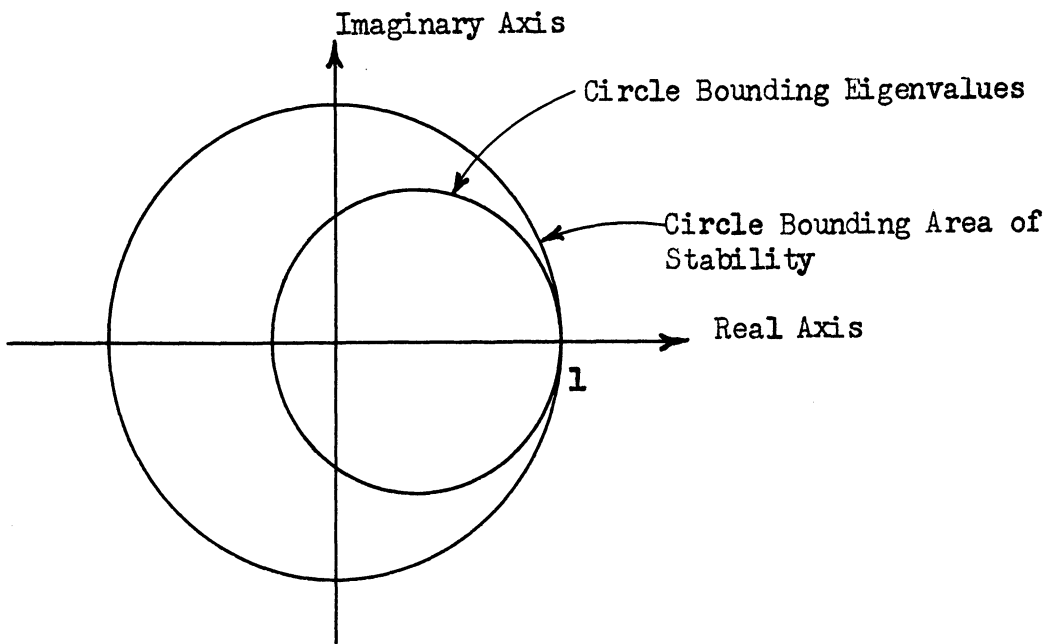 Imaginary Axis
Circle Bounding Eigenvalues
Circle Bounding Area of
Stability
Real Axis
1